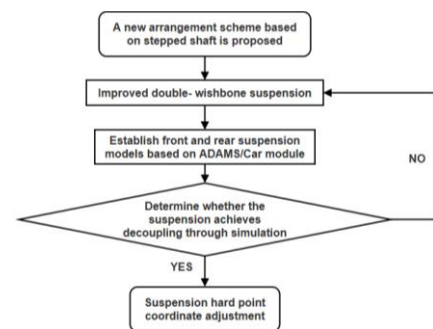 A new arrangement scheme based
on stepped shaft is proposed
Improved double- wishbone suspension
Establish front and rear suspension
models based on ADAMS/Car module
NO
Determine whether the
suspension achieves
decoupling through simulation
YES
Suspension hard point
coordinate adjustment